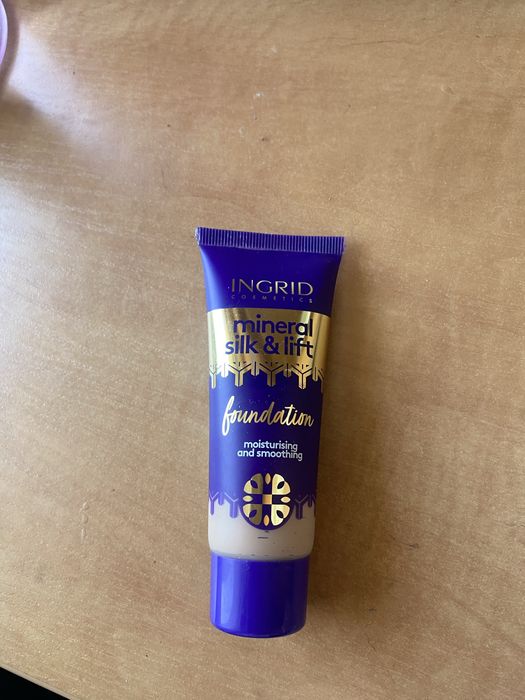 INGRID
COSMETICS
mineral
silk & lift
foundation
moisturising
and smoothing